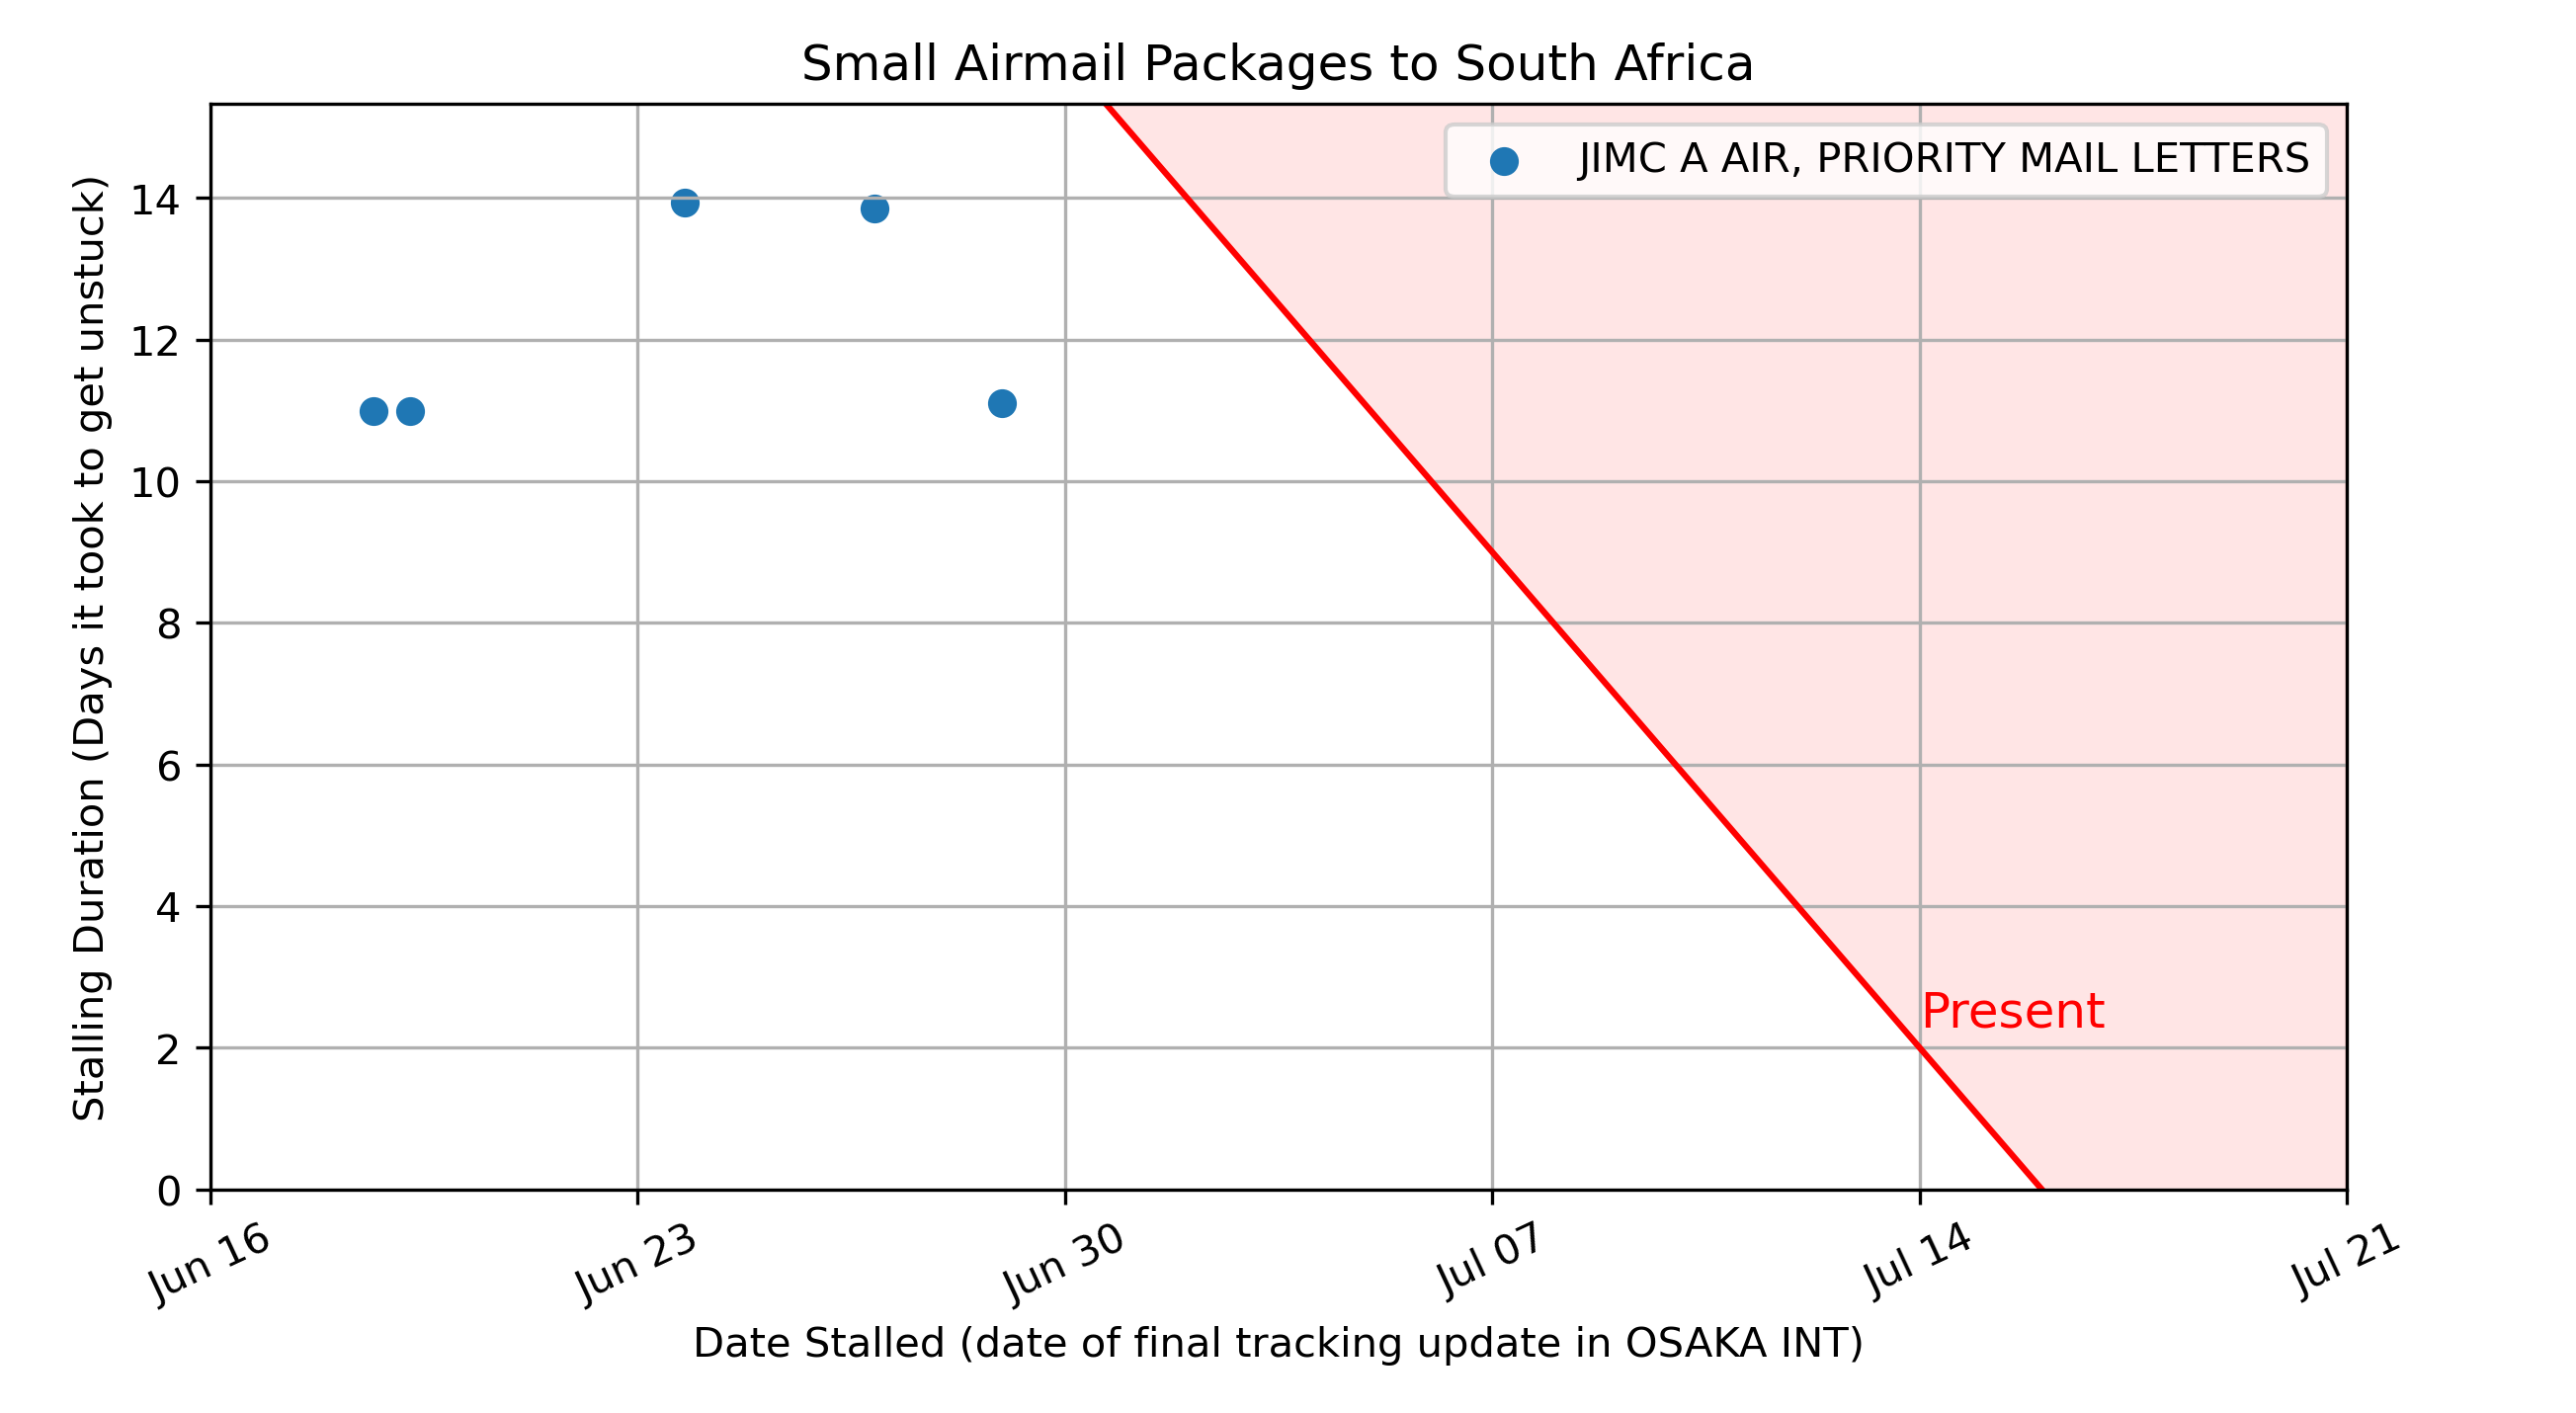 Small Airmail Packages to South Africa
JIMC A AIR, PRIORITY MAIL LETTERS
Stalling Duration (Days it took to get unstuck)
14
12
10
8
6
4
2
0
Present
Jun 16
Jun 23
Jun 30
Jul 07
Jul 14
Jul 21
Date Stalled (date of final tracking update in OSAKA INT)